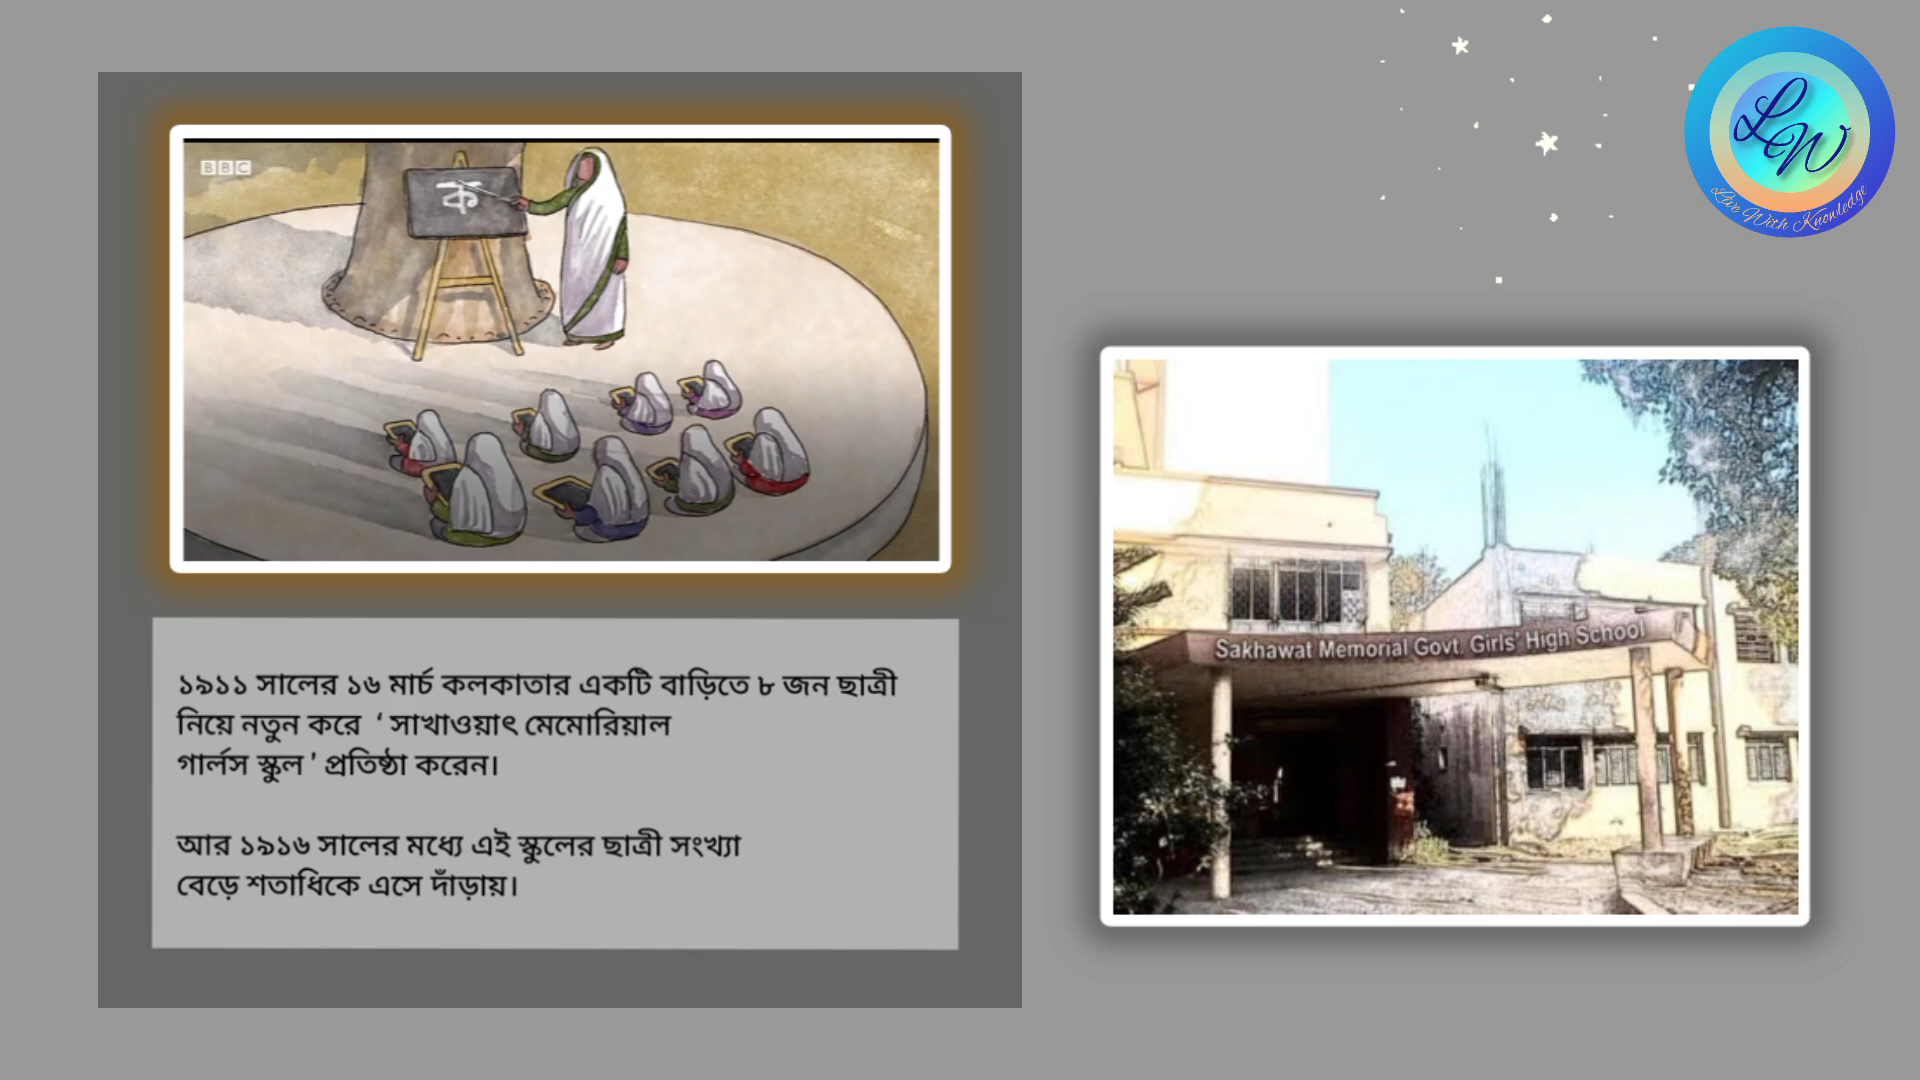 BBC
ক
১৯১১ সালের ১৬ মার্চ কলকাতার একটি বাড়িতে ৮ জন ছাত্রী
নিয়ে নতুন করে ‘ সাখাওয়াৎ মেমোরিয়াল
গার্লস স্কুল ’ প্রতিষ্ঠা করেন।
আর ১৯১৬ সালের মধ্যে এই স্কুলের ছাত্রী সংখ্যা
বেড়ে শতাধিকে এসে দাঁড়ায়।
LW
Live With Knowledge
Sakhawat Memorial Govt. Girls' High School